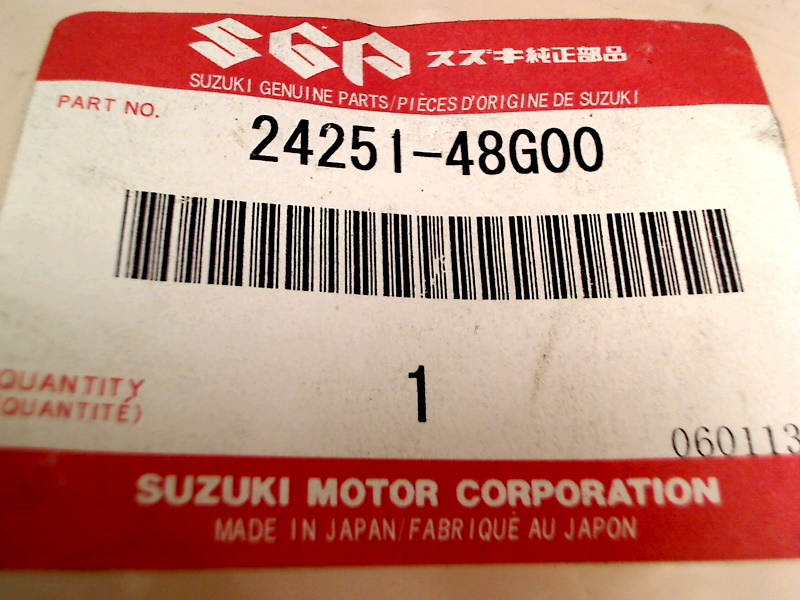 SGP スズキ純正部品
SUZUKI GENUINE PARTS/PIÈCES D'ORIGINE DE SUZUKI
PART NO.
24251-48G00
QUANTITY
(QUANTITÉ)
1
060113
SUZUKI MOTOR CORPORATION
MADE IN JAPAN/FABRIQUÉ AU JAPON